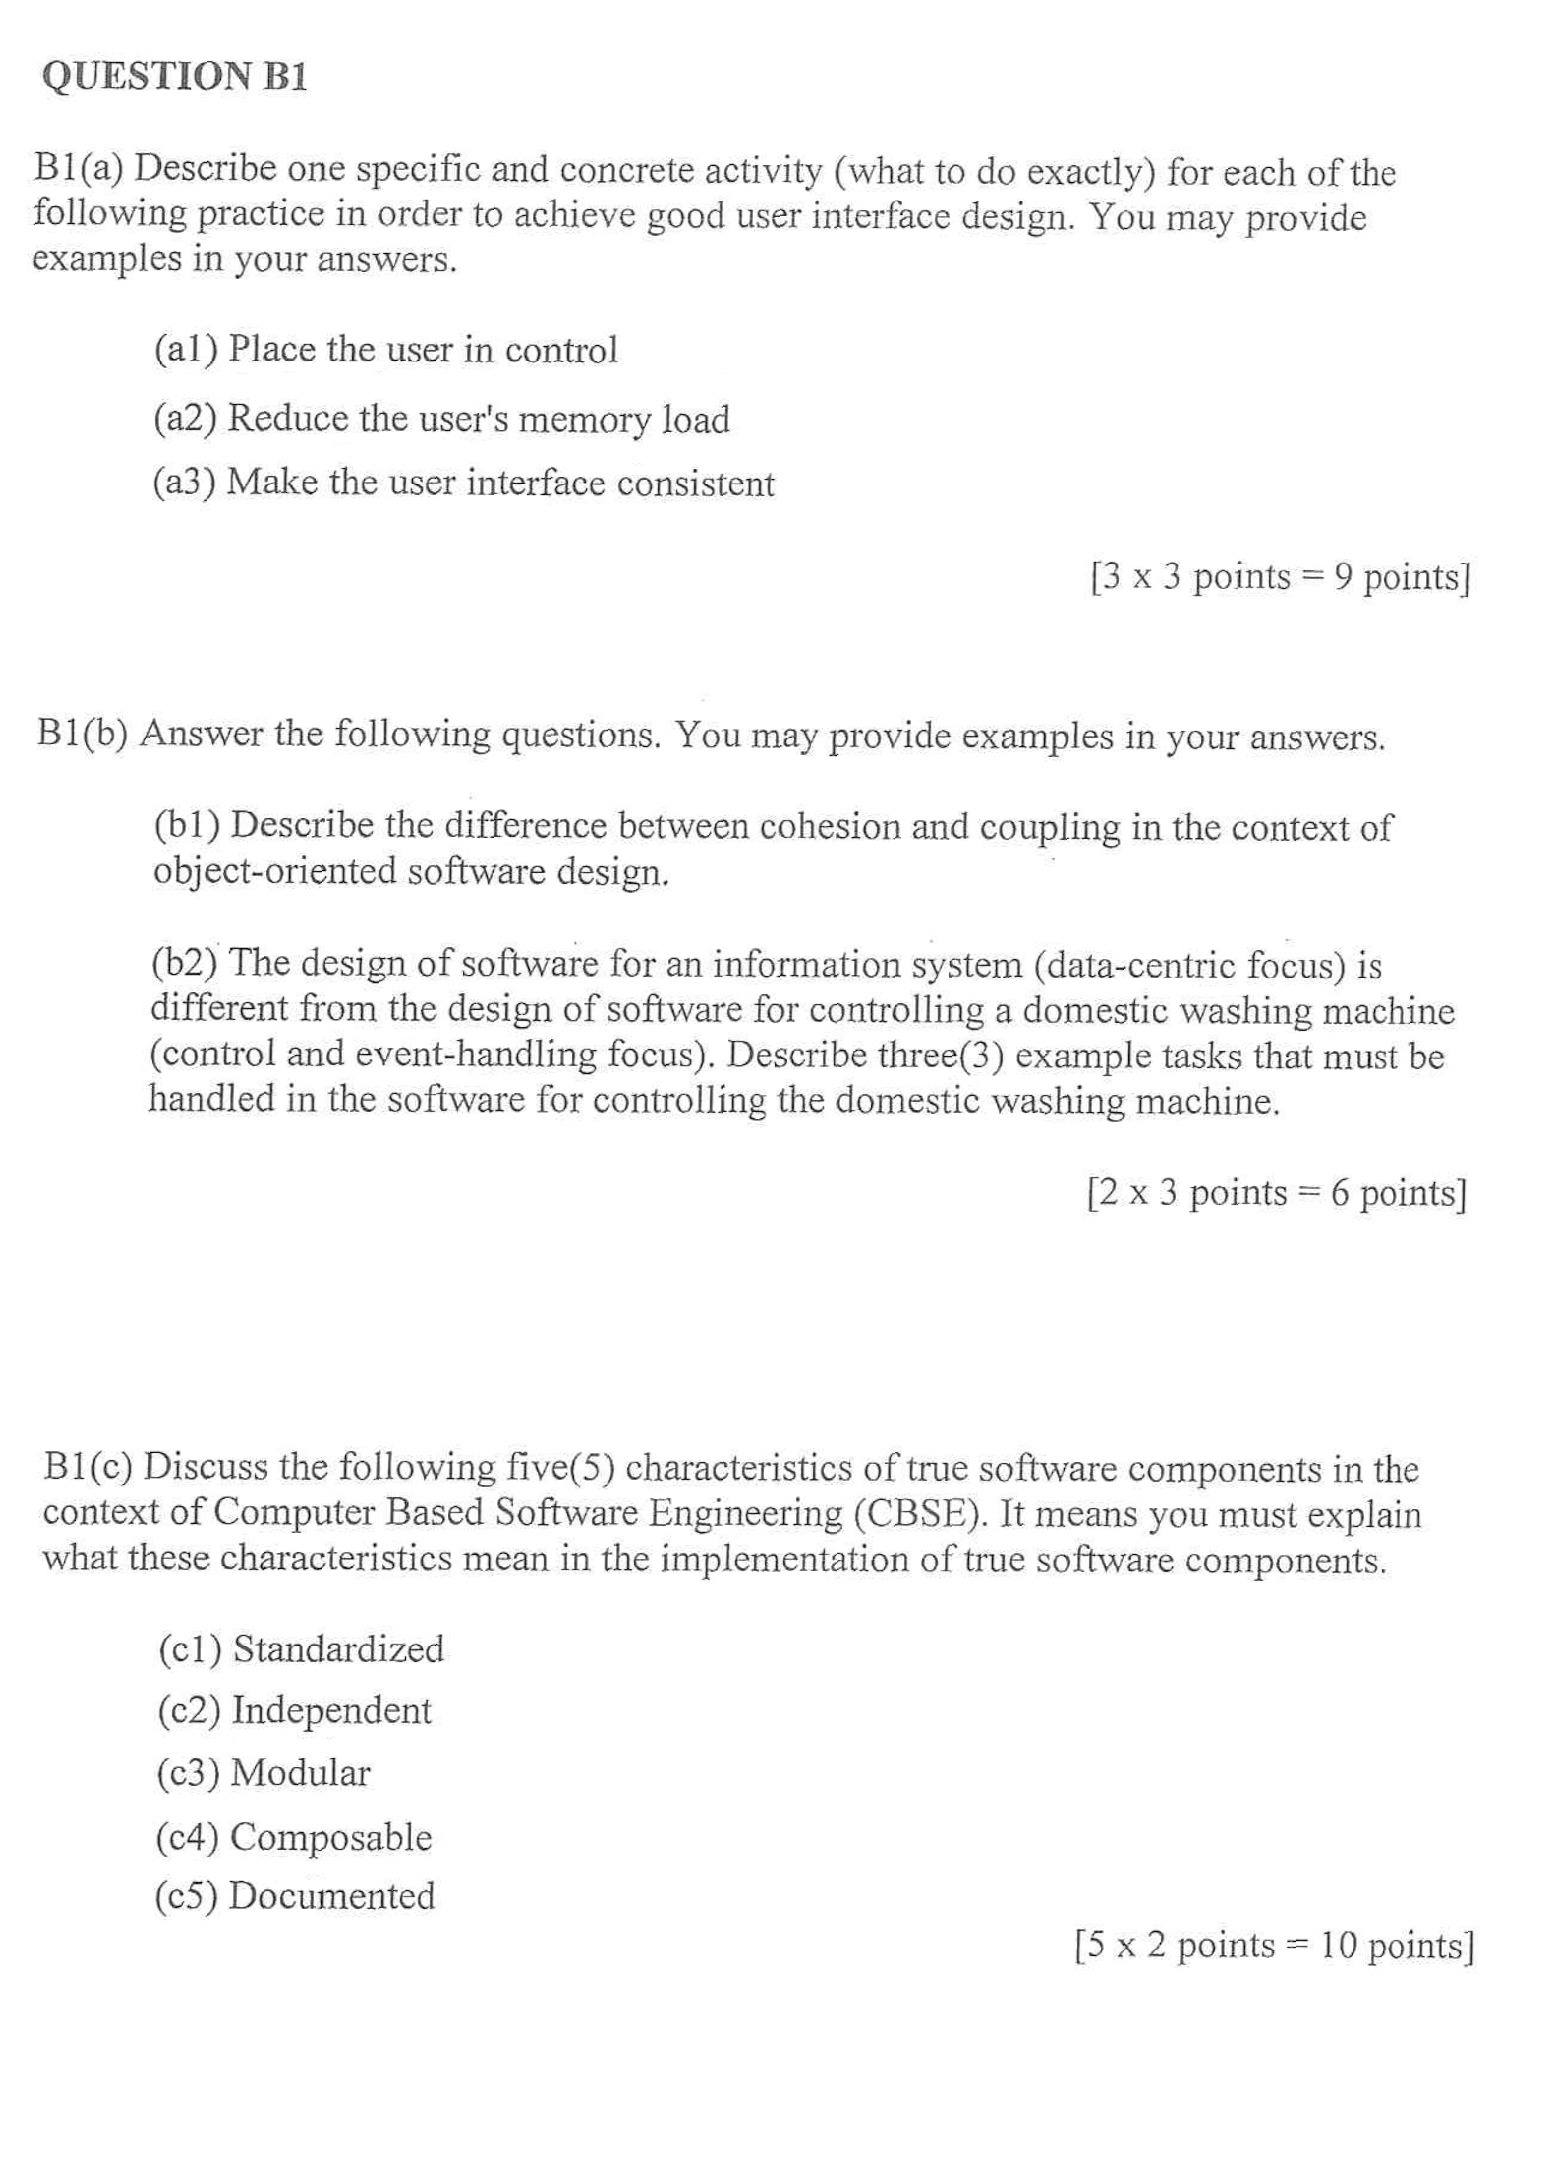 QUESTION B1
B1(a) Describe one specific and concrete activity (what to do exactly) for each of the
following practice in order to achieve good user interface design. You may provide
examples in your answers.
(a1) Place the user in control
(a2) Reduce the user's memory load
(a3) Make the user interface consistent
[3 x 3 points = 9 points]
B1(b) Answer the following questions. You may provide examples in your answers.
(b1) Describe the difference between cohesion and coupling in the context of
object-oriented software design.
(b2) The design of software for an information system (data-centric focus) is
different from the design of software for controlling a domestic washing machine
(control and event-handling focus). Describe three(3) example tasks that must be
handled in the software for controlling the domestic washing machine.
[2 x 3 points = 6 points]
B1(c) Discuss the following five(5) characteristics of true software components in the
context of Computer Based Software Engineering (CBSE). It means you must explain
what these characteristics mean in the implementation of true software components.
(c1) Standardized
(c2) Independent
(c3) Modular
(c4) Composable
(c5) Documented
[5 x 2 points = 10 points]